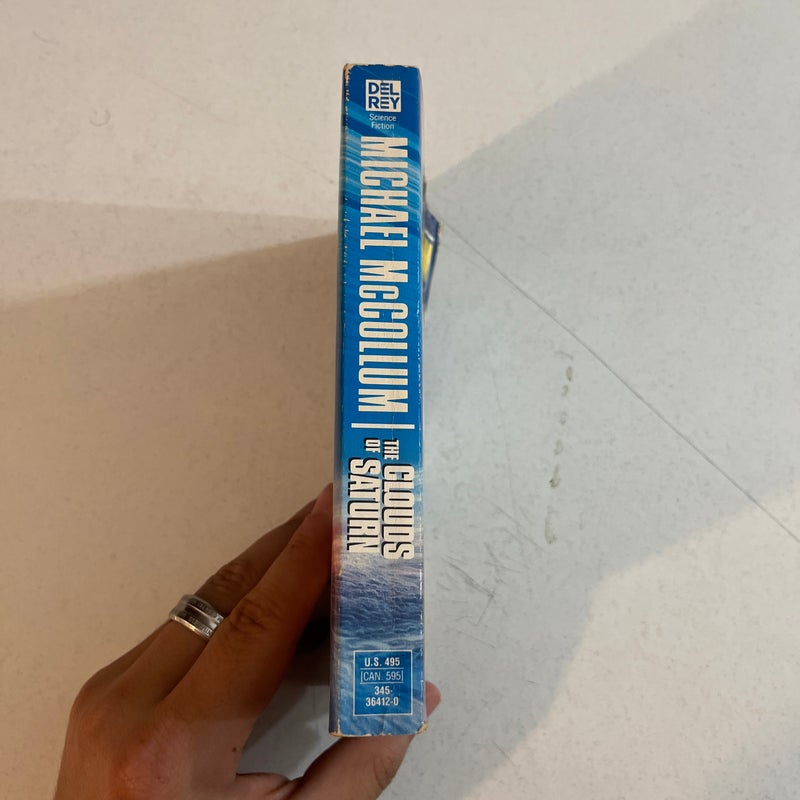 DEL
REY
Science
Fiction
MICHAEL McCOLLUM
THE CLOUDS
OF SATURN
U.S. 495
CAN. 595
345-
36412-0